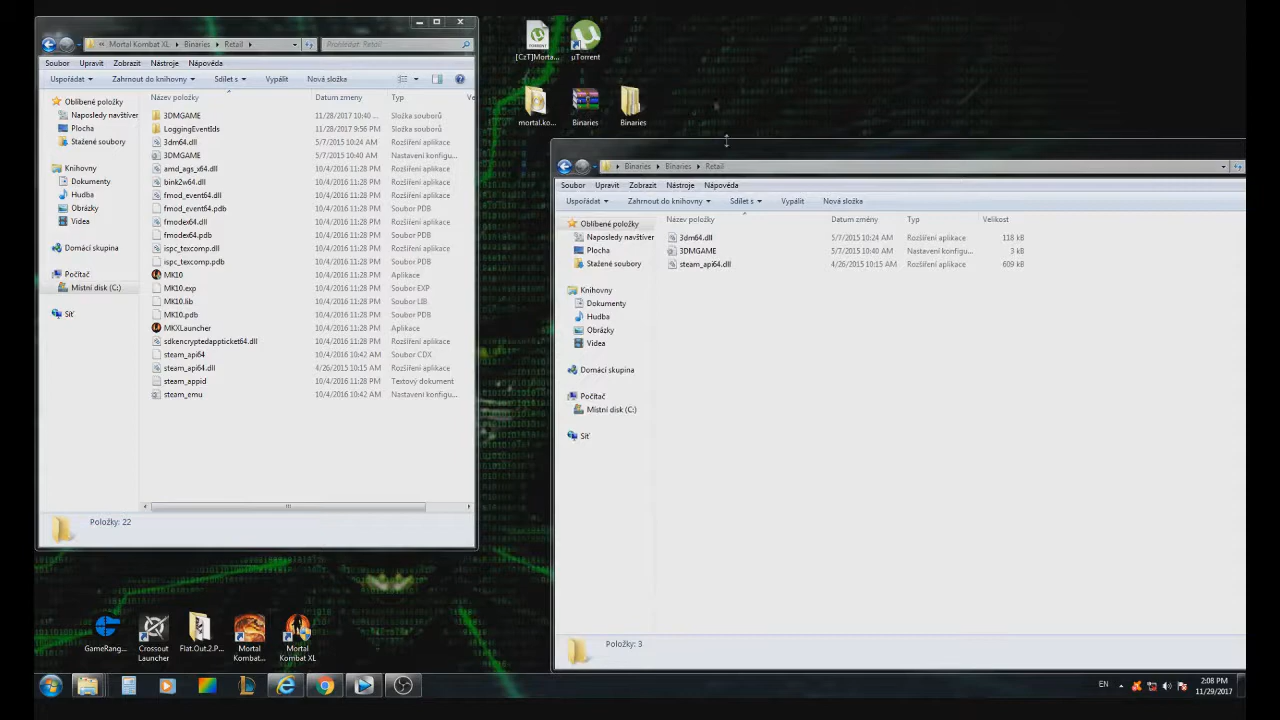 « Mortal Kombat XL ▸ Binaries ▸ Retail ▸
Prohledat: Retail
Soubor Upravit Zobrazit Nástroje Nápověda
Uspořádat Zahrnout do knihovny Sdílet s Vypálit Nová složka
Název položky Datum změny Typ Ve
Oblíbené položky
Naposledy navštíven
Plocha
Stažené soubory
Knihovny
Dokumenty
Hudba
Obrázky
Videa
Domácí skupina
Počítač
Místní disk (C:)
Síť
3DMGAME 11/28/2017 10:40 ... Složka souborů
LoggingEventIds 11/28/2017 9:56 PM Složka souborů
3dm64.dll 5/7/2015 10:24 AM Rozšíření aplikace
3DMGAME 5/7/2015 10:40 AM Nastavení konfigu...
amd_ags_x64.dll 10/4/2016 11:28 PM Rozšíření aplikace
bink2w64.dll 10/4/2016 11:28 PM Rozšíření aplikace
fmod_event64.dll 10/4/2016 11:28 PM Rozšíření aplikace
fmod_event64.pdb 10/4/2016 11:28 PM Soubor PDB
fmodex64.dll 10/4/2016 11:28 PM Rozšíření aplikace
fmodex64.pdb 10/4/2016 11:28 PM Soubor PDB
ispc_texcomp.dll 10/4/2016 11:28 PM Rozšíření aplikace
ispc_texcomp.pdb 10/4/2016 11:28 PM Soubor PDB
MK10 10/4/2016 11:28 PM Aplikace
MK10.exp 10/4/2016 11:28 PM Soubor EXP
MK10.lib 10/4/2016 11:28 PM Soubor LIB
MK10.pdb 10/4/2016 11:28 PM Soubor PDB
MKXLauncher 10/4/2016 11:28 PM Aplikace
sdkencryptedappticket64.dll 10/4/2016 11:28 PM Rozšíření aplikace
steam_api64 10/4/2016 10:42 AM Soubor CDX
steam_api64.dll 4/26/2015 10:15 AM Rozšíření aplikace
steam_appid 10/4/2016 11:28 PM Textový dokument
steam_emu 10/4/2016 10:42 AM Nastavení konfigu...
Položky: 22
[CzT]Morta... µTorrent
mortal.ko... Binaries Binaries
▸ Binaries ▸ Binaries ▸ Retail
Soubor Upravit Zobrazit Nástroje Nápověda
Uspořádat Zahrnout do knihovny Sdílet s Vypálit Nová složka
Název položky Datum změny Typ Velikost
Oblíbené položky
Naposledy navštíven
Plocha
Stažené soubory
Knihovny
Dokumenty
Hudba
Obrázky
Videa
Domácí skupina
Počítač
Místní disk (C:)
Síť
3dm64.dll 5/7/2015 10:24 AM Rozšíření aplikace 118 kB
3DMGAME 5/7/2015 10:40 AM Nastavení konfigu... 3 kB
steam_api64.dll 4/26/2015 10:15 AM Rozšíření aplikace 609 kB
Položky: 3
GameRang... Crossout Launcher Flat.Out.2.P... Mortal Kombat... Mortal Kombat XL
EN
2:08 PM
11/29/2017